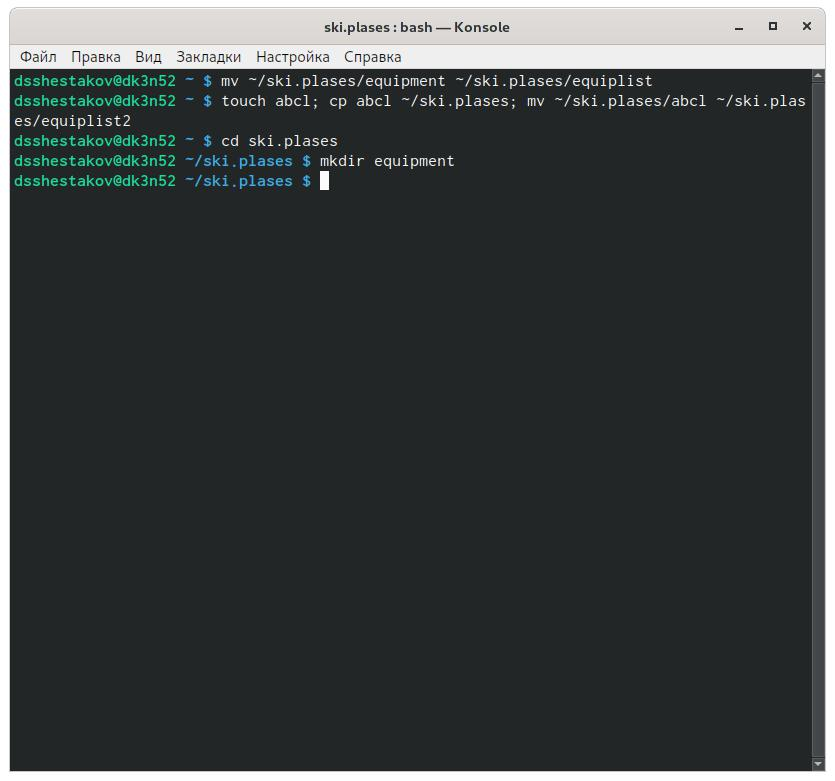 ski.plases : bash — Konsole
Файл Правка Вид Закладки Настройка Справка
dsshestakov@dk3n52 ~ $ mv ~/ski.plases/equipment ~/ski.plases/equiplist
dsshestakov@dk3n52 ~ $ touch abcl; cp abcl ~/ski.plases; mv ~/ski.plases/abcl ~/ski.plas
es/equiplist2
dsshestakov@dk3n52 ~ $ cd ski.plases
dsshestakov@dk3n52 ~/ski.plases $ mkdir equipment
dsshestakov@dk3n52 ~/ski.plases $